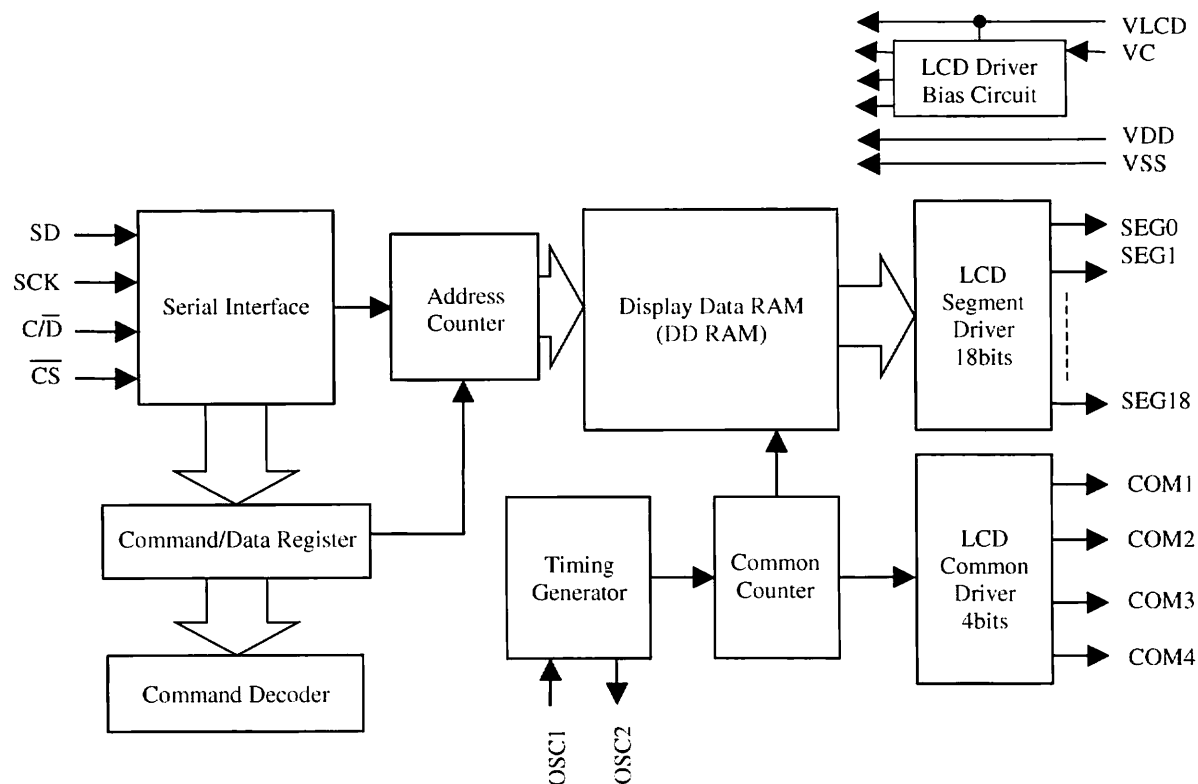 VLCD
VC
LCD Driver
Bias Circuit
VDD
VSS
SD
SCK
C/D̅
C̅S̅
Serial Interface
Address
Counter
Display Data RAM
(DD RAM)
LCD
Segment
Driver
18bits
SEG0
SEG1
SEG18
Command/Data Register
Command Decoder
Timing
Generator
OSC1
OSC2
Common
Counter
LCD
Common
Driver
4bits
COM1
COM2
COM3
COM4